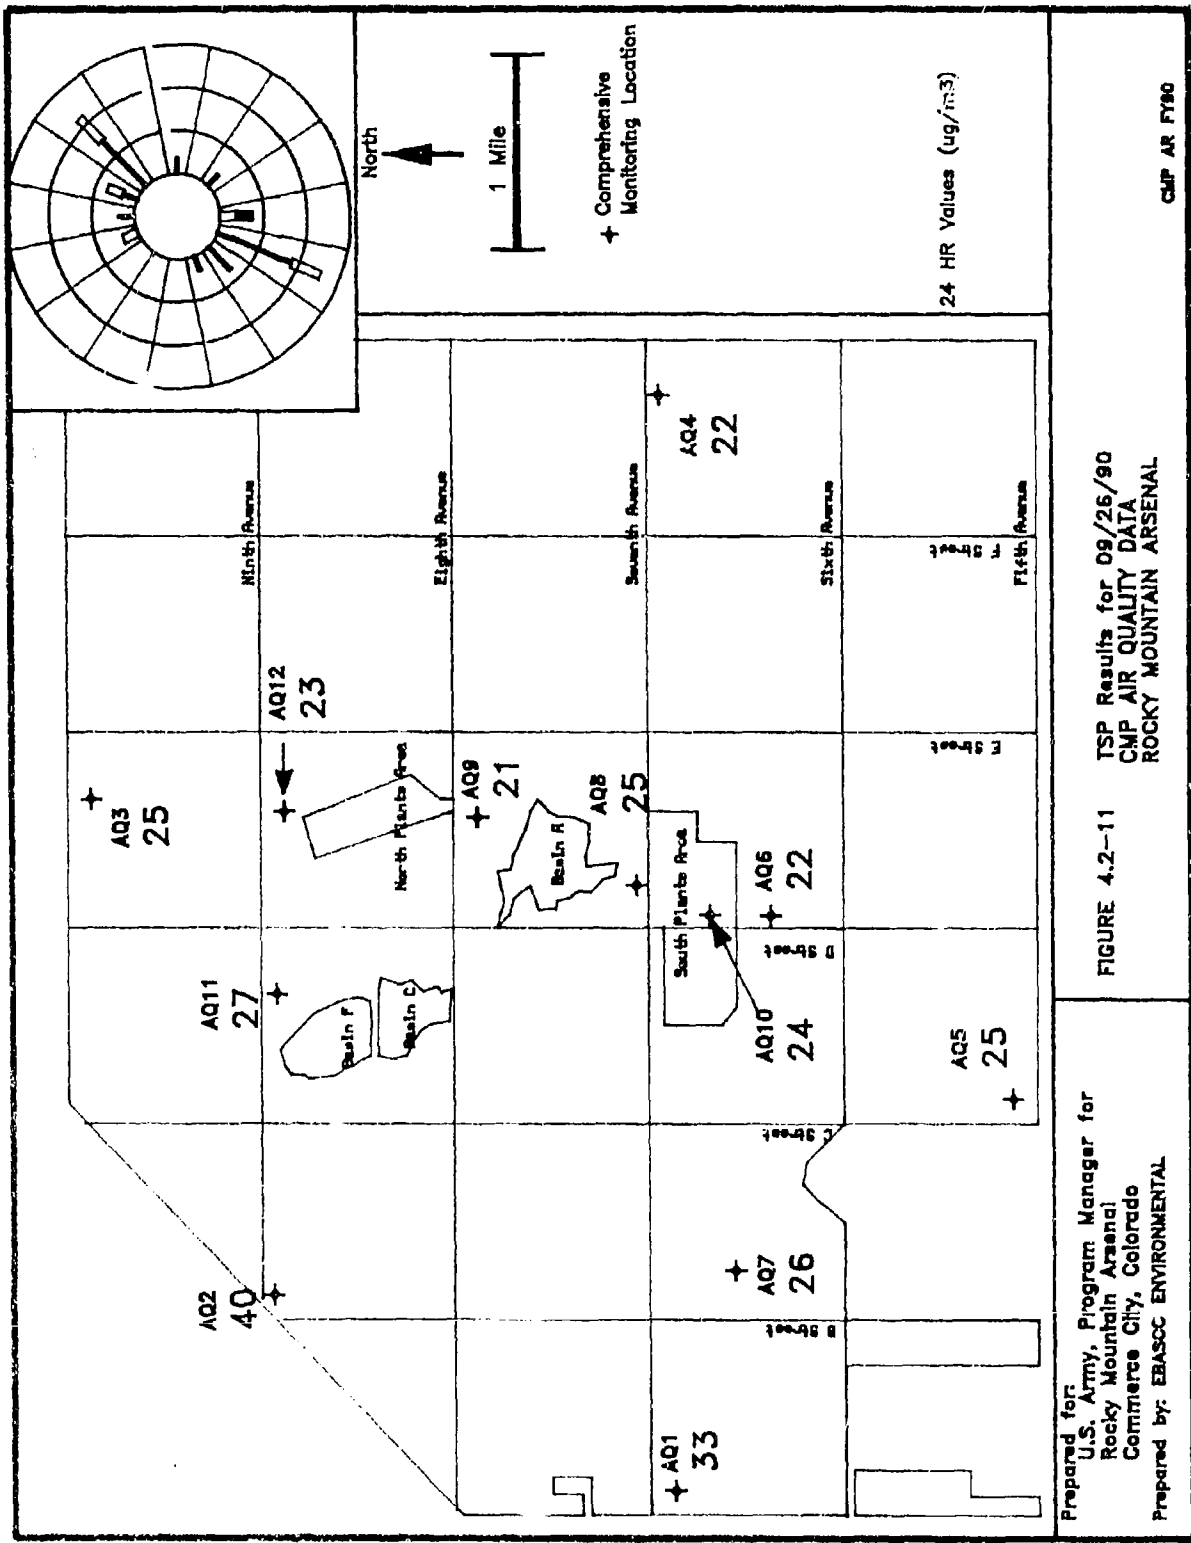 North
1 Mile
+ Comprehensive
Monitoring Location
24 HR Values (ug/m3)
Ninth Avenue
Eighth Avenue
Seventh Avenue
Sixth Avenue
Fifth Avenue
F Street
E Street
D Street
C Street
B Street
AQ3
25
AQ12
23
North Plants Area
AQ9
21
Basin A
AQ8
25
South Plants Area
AQ6
22
AQ4
22
AQ11
27
Basin F
Basin C
AQ10
24
AQ5
25
AQ2
40
AQ7
26
AQ1
33
Prepared for:
U.S. Army, Program Manager for
Rocky Mountain Arsenal
Commerce City, Colorado
Prepared by: EBASCC ENVIRONMENTAL
FIGURE 4.2-11 TSP Results for 09/26/90
CMP AIR QUALITY DATA
ROCKY MOUNTAIN ARSENAL
CMP AR FY90